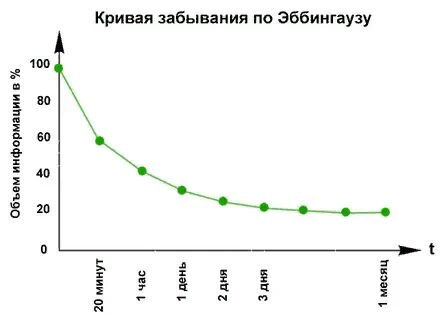 Кривая забывания по Эббингаузу
Объем информации в %
100
80
60
40
20
0
20 минут
1 час
1 день
2 дня
3 дня
1 месяц
t